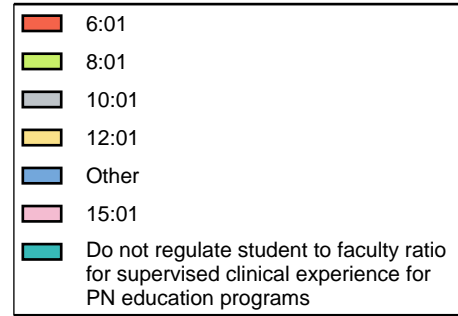 6:01
8:01
10:01
12:01
Other
15:01
Do not regulate student to faculty ratio
for supervised clinical experience for
PN education programs